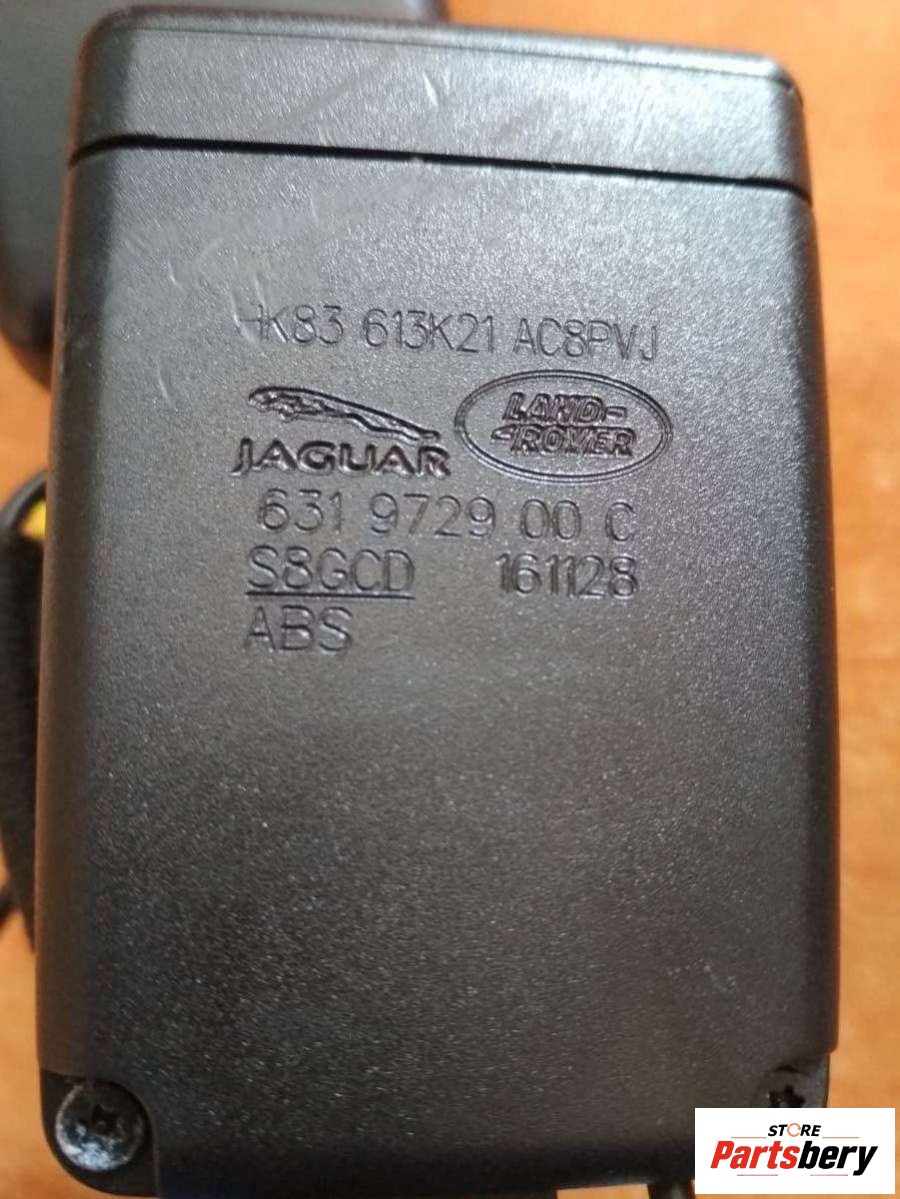 HK83 613K21 AC8PVJ
JAGUAR
LAND-
-ROVER
631 9729 00 C
S8GCD 161128
ABS
STORE
Partsbery